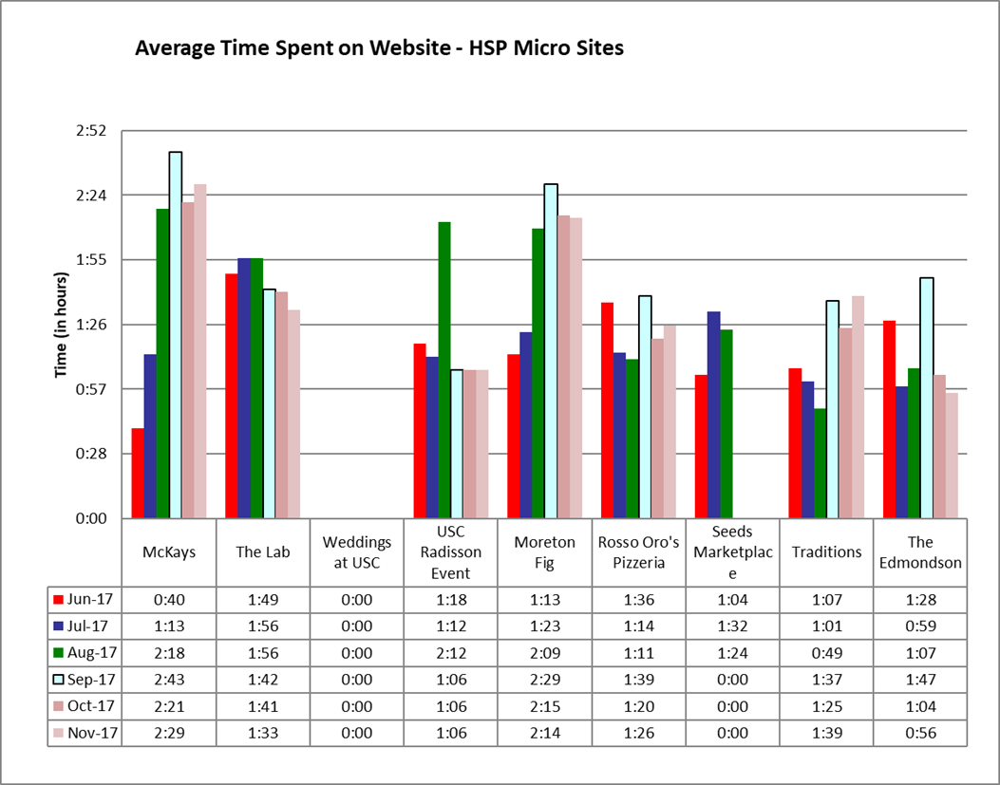 Average Time Spent on Website - HSP Micro Sites
Time (in hours)
2:52
2:24
1:55
1:26
0:57
0:28
0:00
McKays
The Lab
Weddings
at USC
USC
Radisson
Event
Moreton
Fig
Rosso Oro's
Pizzeria
Seeds
Marketplac
e
Traditions
The
Edmondson
Jun-17 0:40 1:49 0:00 1:18 1:13 1:36 1:04 1:07 1:28
Jul-17 1:13 1:56 0:00 1:12 1:23 1:14 1:32 1:01 0:59
Aug-17 2:18 1:56 0:00 2:12 2:09 1:11 1:24 0:49 1:07
Sep-17 2:43 1:42 0:00 1:06 2:29 1:39 0:00 1:37 1:47
Oct-17 2:21 1:41 0:00 1:06 2:15 1:20 0:00 1:25 1:04
Nov-17 2:29 1:33 0:00 1:06 2:14 1:26 0:00 1:39 0:56